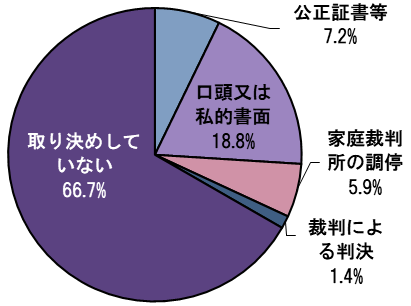 公正証書等
7.2%
口頭又は
私的書面
18.8%
家庭裁判
所の調停
5.9%
裁判によ
る判決
1.4%
取り決めして
いない
66.7%